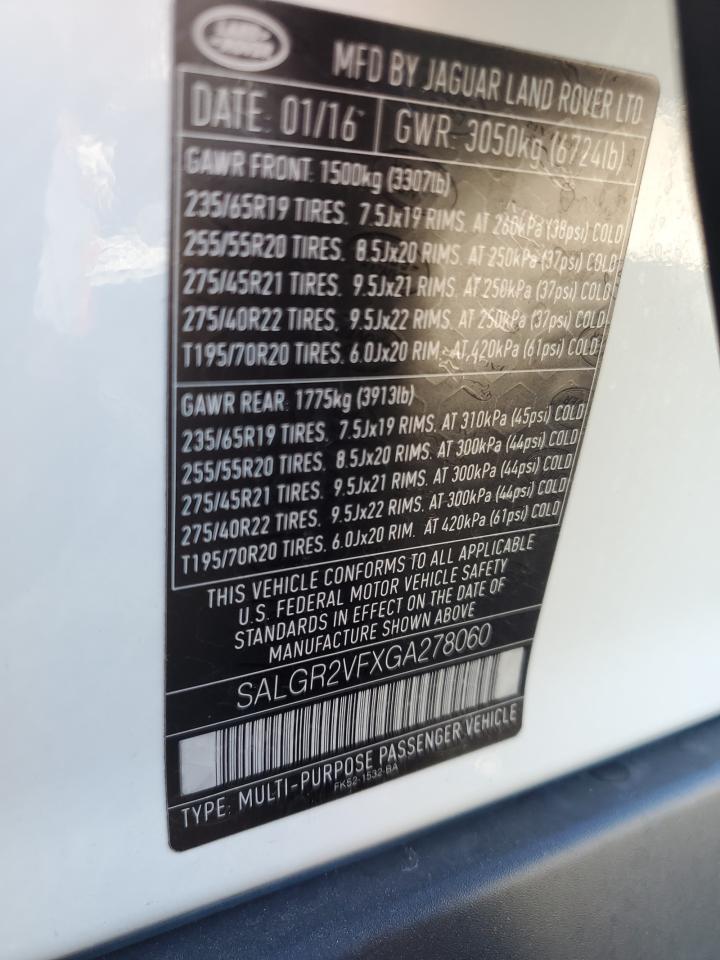 LAND ROVER
MFD BY JAGUAR LAND ROVER LTD
DATE: 01/16 GWR: 3050kg (6724lb)
GAWR FRONT: 1500kg (3307lb)
235/65R19 TIRES. 7.5Jx19 RIMS. AT 260kPa (38psi) COLD
255/55R20 TIRES. 8.5Jx20 RIMS. AT 250kPa (37psi) COLD
275/45R21 TIRES. 9.5Jx21 RIMS. AT 250kPa (37psi) COLD
275/40R22 TIRES. 9.5Jx22 RIMS. AT 250kPa (37psi) COLD
T195/70R20 TIRES. 6.0Jx20 RIM. AT 420kPa (61psi) COLD
GAWR REAR: 1775kg (3913lb)
235/65R19 TIRES. 7.5Jx19 RIMS. AT 310kPa (45psi) COLD
255/55R20 TIRES. 8.5Jx20 RIMS. AT 300kPa (44psi) COLD
275/45R21 TIRES. 9.5Jx21 RIMS. AT 300kPa (44psi) COLD
275/40R22 TIRES. 9.5Jx22 RIMS. AT 300kPa (44psi) COLD
T195/70R20 TIRES. 6.0Jx20 RIM. AT 420kPa (61psi) COLD
THIS VEHICLE CONFORMS TO ALL APPLICABLE
U.S. FEDERAL MOTOR VEHICLE SAFETY
STANDARDS IN EFFECT ON THE DATE OF
MANUFACTURE SHOWN ABOVE
SALGR2VFXGA278060
TYPE: MULTI-PURPOSE PASSENGER VEHICLE
FK52-1532-BA